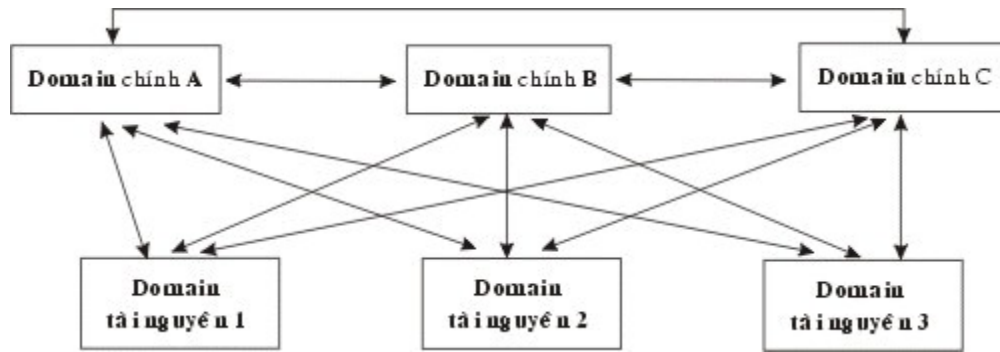 Domain chính A
Domain chính B
Domain chính C
Domain
tài nguyên 1
Domain
tài nguyên 2
Domain
tài nguyên 3